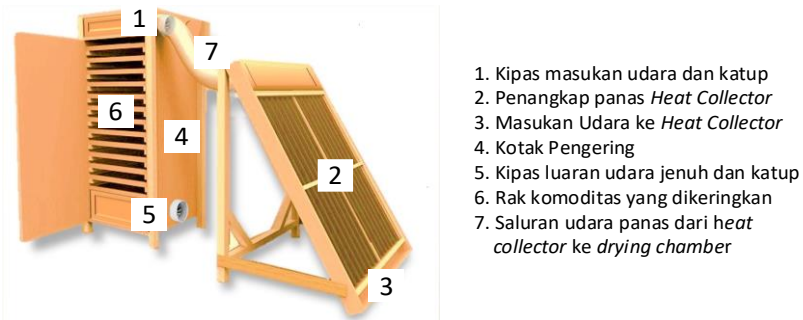 1
7
6
4
2
5
3
1. Kipas masukan udara dan katup
2. Penangkap panas Heat Collector
3. Masukan Udara ke Heat Collector
4. Kotak Pengering
5. Kipas luaran udara jenuh dan katup
6. Rak komoditas yang dikeringkan
7. Saluran udara panas dari heat
collector ke drying chamber